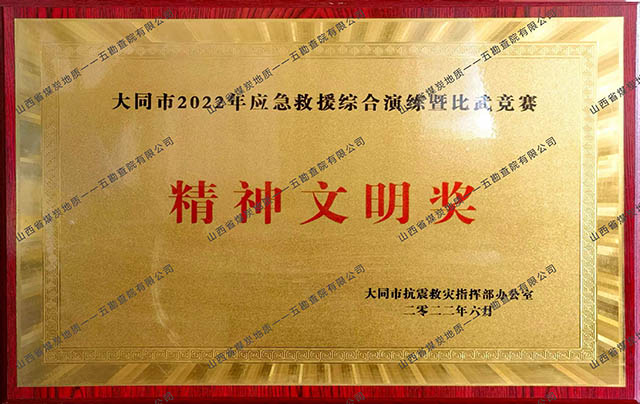 大同市2022年应急救援综合演练暨比武竞赛
精神文明奖
大同市抗震救灾指挥部办公室
二零二二年六月
山西省煤炭地质一一五勘查院有限公司